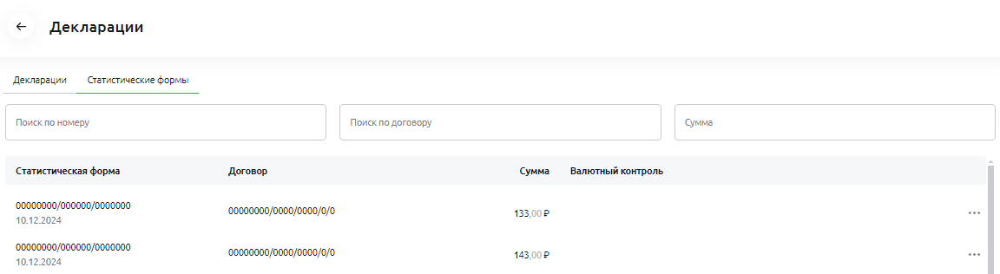 Декларации
Декларации Статистические формы
Поиск по номеру Поиск по договору Сумма
Статистическая форма Договор Сумма Валютный контроль
00000000/000000/0000000 00000000/0000/0000/0/0 133,00 ₽
10.12.2024
00000000/000000/0000000 00000000/0000/0000/0/0 143,00 ₽
10.12.2024